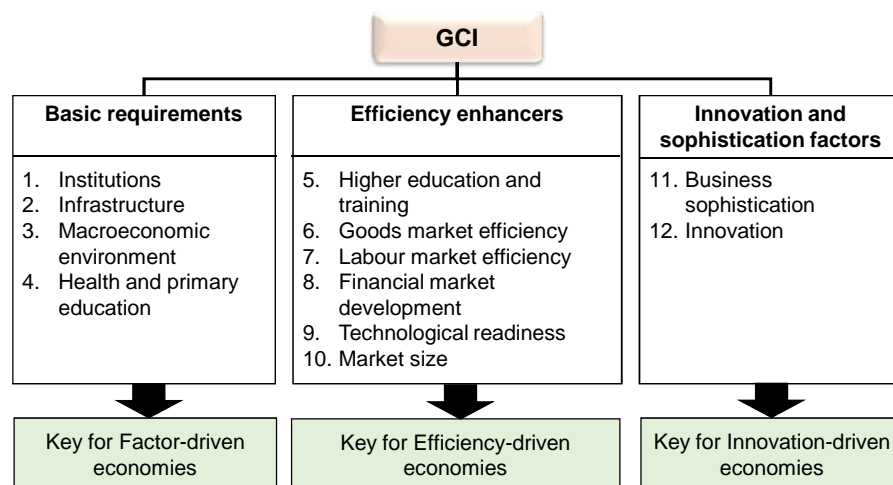 GCI
Basic requirements
1. Institutions
2. Infrastructure
3. Macroeconomic
environment
4. Health and primary
education
Key for Factor-driven
economies
Efficiency enhancers
5. Higher education and
training
6. Goods market efficiency
7. Labour market efficiency
8. Financial market
development
9. Technological readiness
10. Market size
Key for Efficiency-driven
economies
Innovation and
sophistication factors
11. Business
sophistication
12. Innovation
Key for Innovation-driven
economies